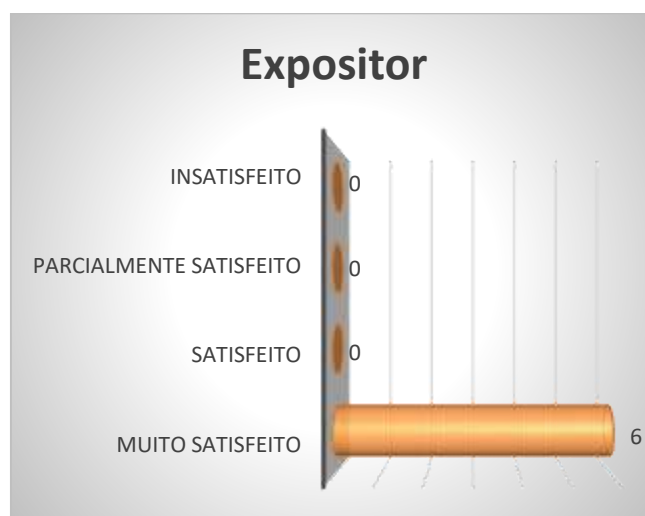 Expositor
INSATISFEITO 0
PARCIALMENTE SATISFEITO 0
SATISFEITO 0
MUITO SATISFEITO 6